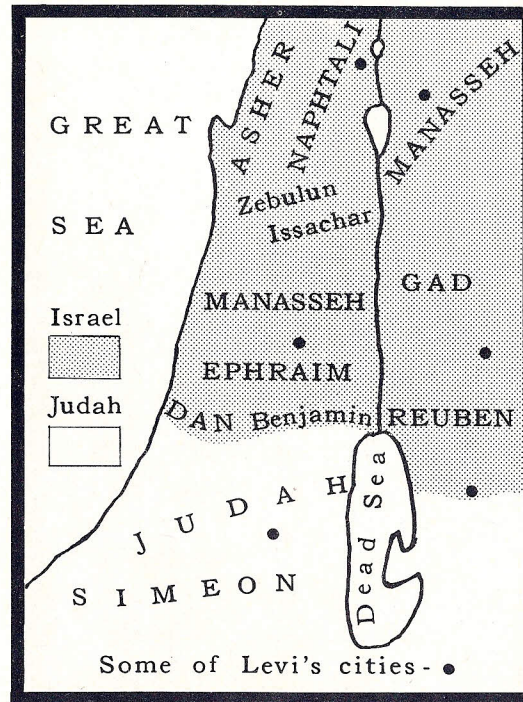 ASHER
NAPHTALI
MANASSEH
GREAT
SEA
Zebulun
Issachar
GAD
MANASSEH
Israel
EPHRAIM
Judah
DAN Benjamin REUBEN
JUDAH
Dead Sea
SIMEON
Some of Levi's cities -